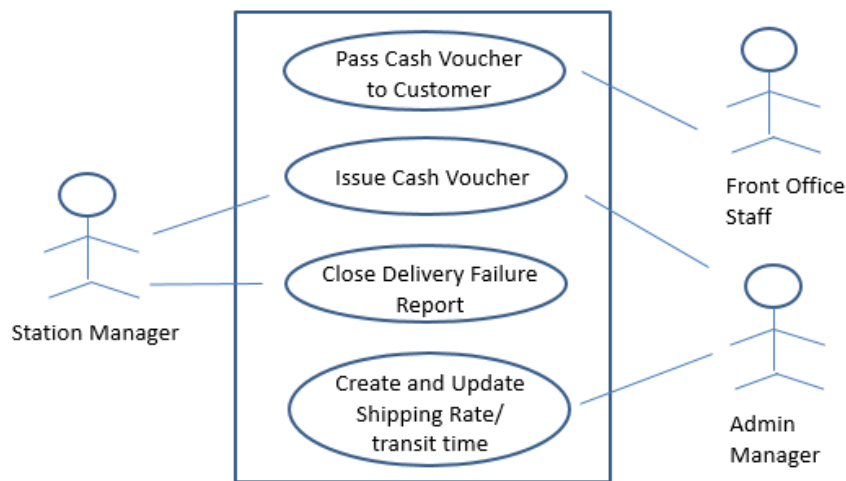 Pass Cash Voucher
to Customer
Issue Cash Voucher
Front Office
Staff
Close Delivery Failure
Report
Station Manager
Create and Update
Shipping Rate/
transit time
Admin
Manager